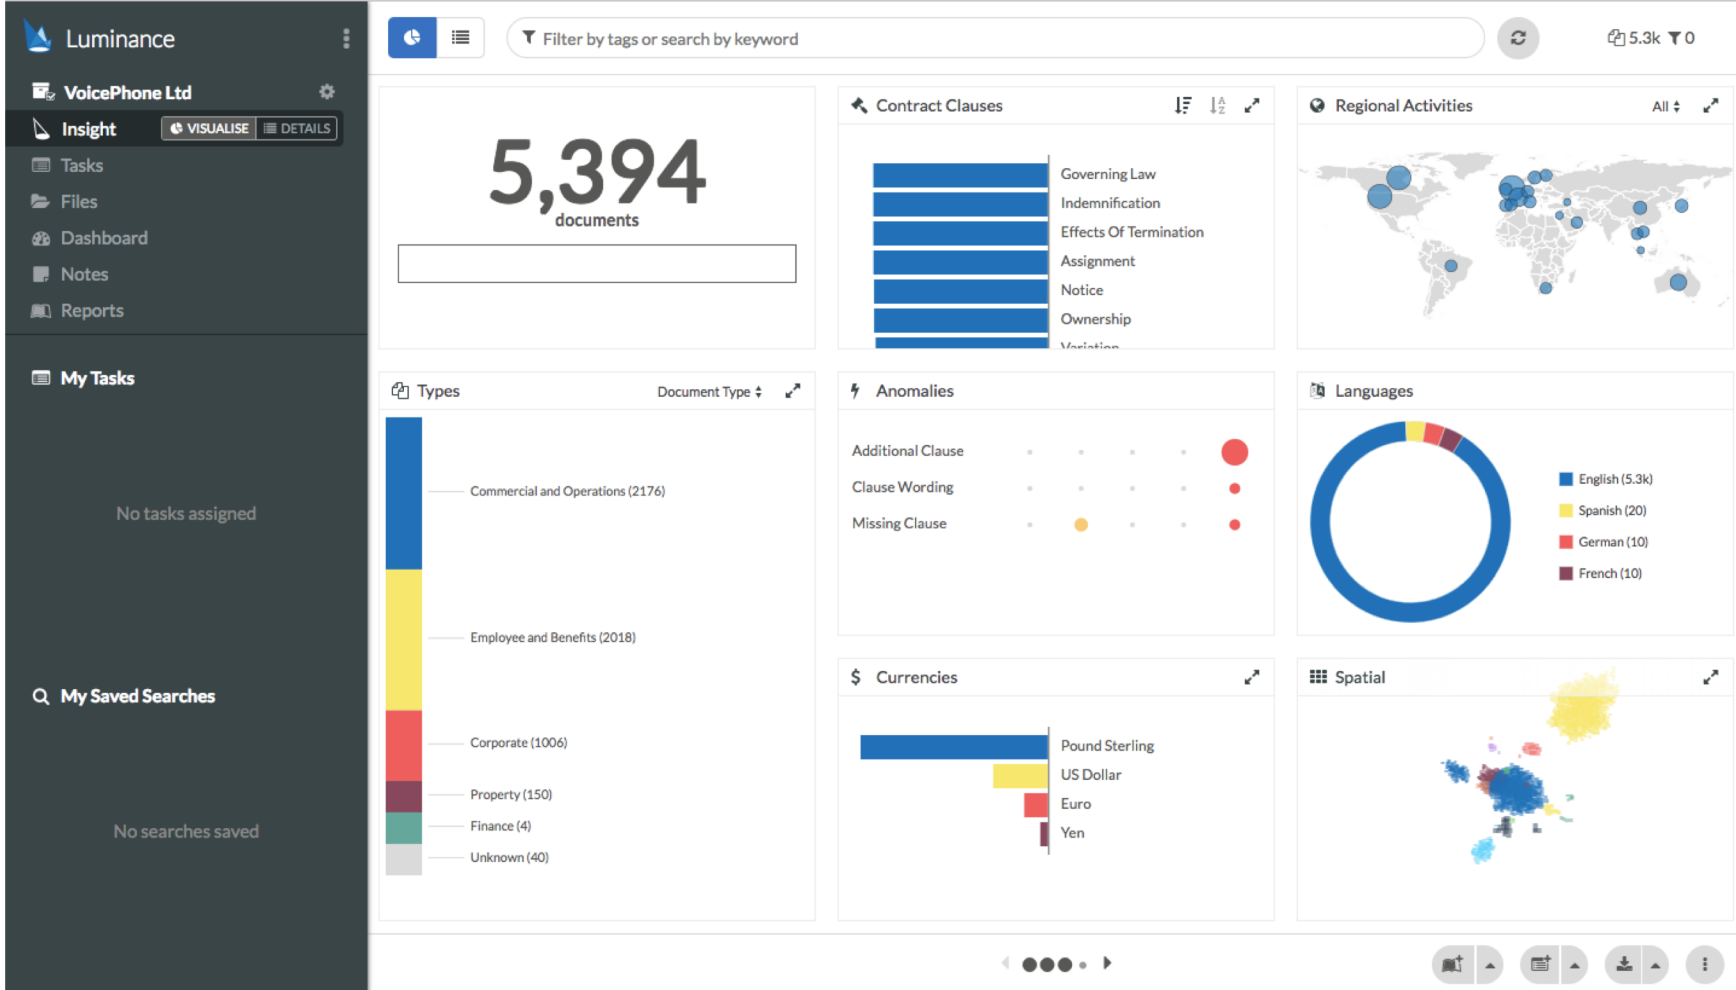 Luminance
VoicePhone Ltd
Insight
VISUALISE
DETAILS
Tasks
Files
Dashboard
Notes
Reports
My Tasks
No tasks assigned
My Saved Searches
No searches saved
Filter by tags or search by keyword
5.3k
0
5,394
documents
Contract Clauses
Governing Law
Indemnification
Effects Of Termination
Assignment
Notice
Ownership
Variation
Regional Activities
All
Types
Document Type
Commercial and Operations (2176)
Employee and Benefits (2018)
Corporate (1006)
Property (150)
Finance (4)
Unknown (40)
Anomalies
Additional Clause
Clause Wording
Missing Clause
Languages
English (5.3k)
Spanish (20)
German (10)
French (10)
$ Currencies
Pound Sterling
US Dollar
Euro
Yen
Spatial